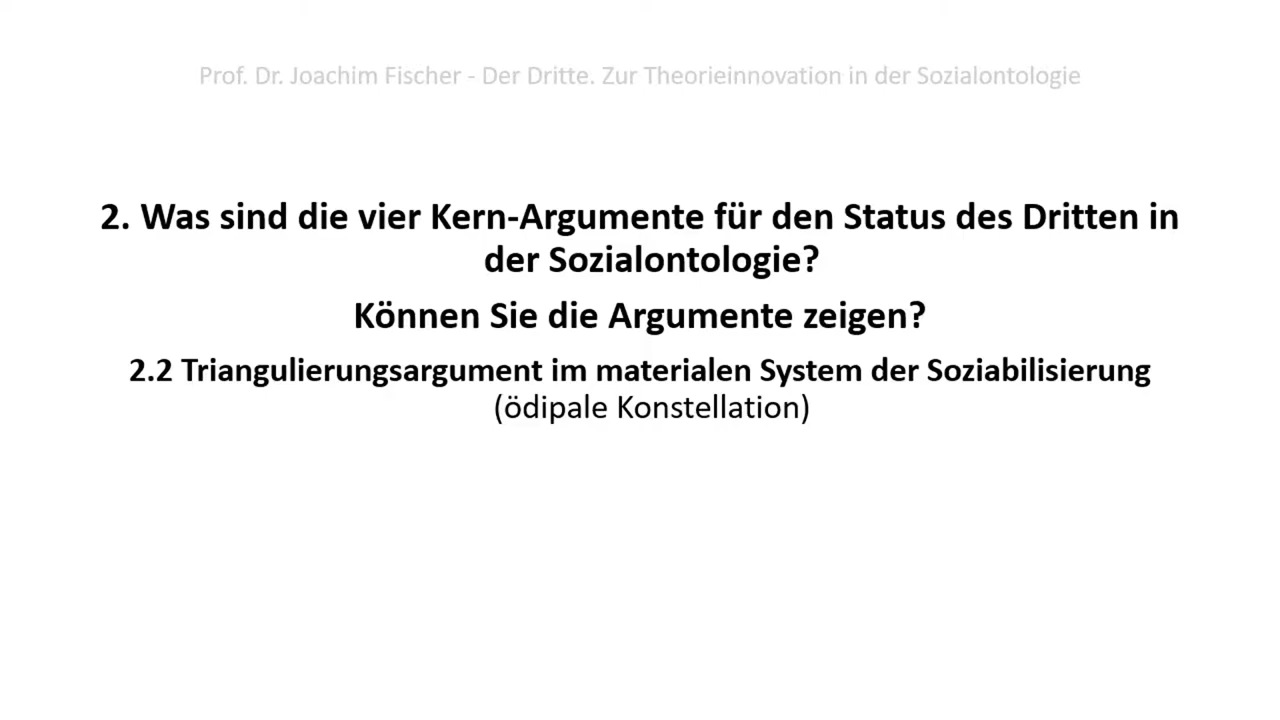 Prof. Dr. Joachim Fischer - Der Dritte. Zur Theorieinnovation in der Sozialontologie
2. Was sind die vier Kern-Argumente für den Status des Dritten in
der Sozialontologie?
Können Sie die Argumente zeigen?
2.2 Triangulierungsargument im materialen System der Soziabilisierung
(ödipale Konstellation)